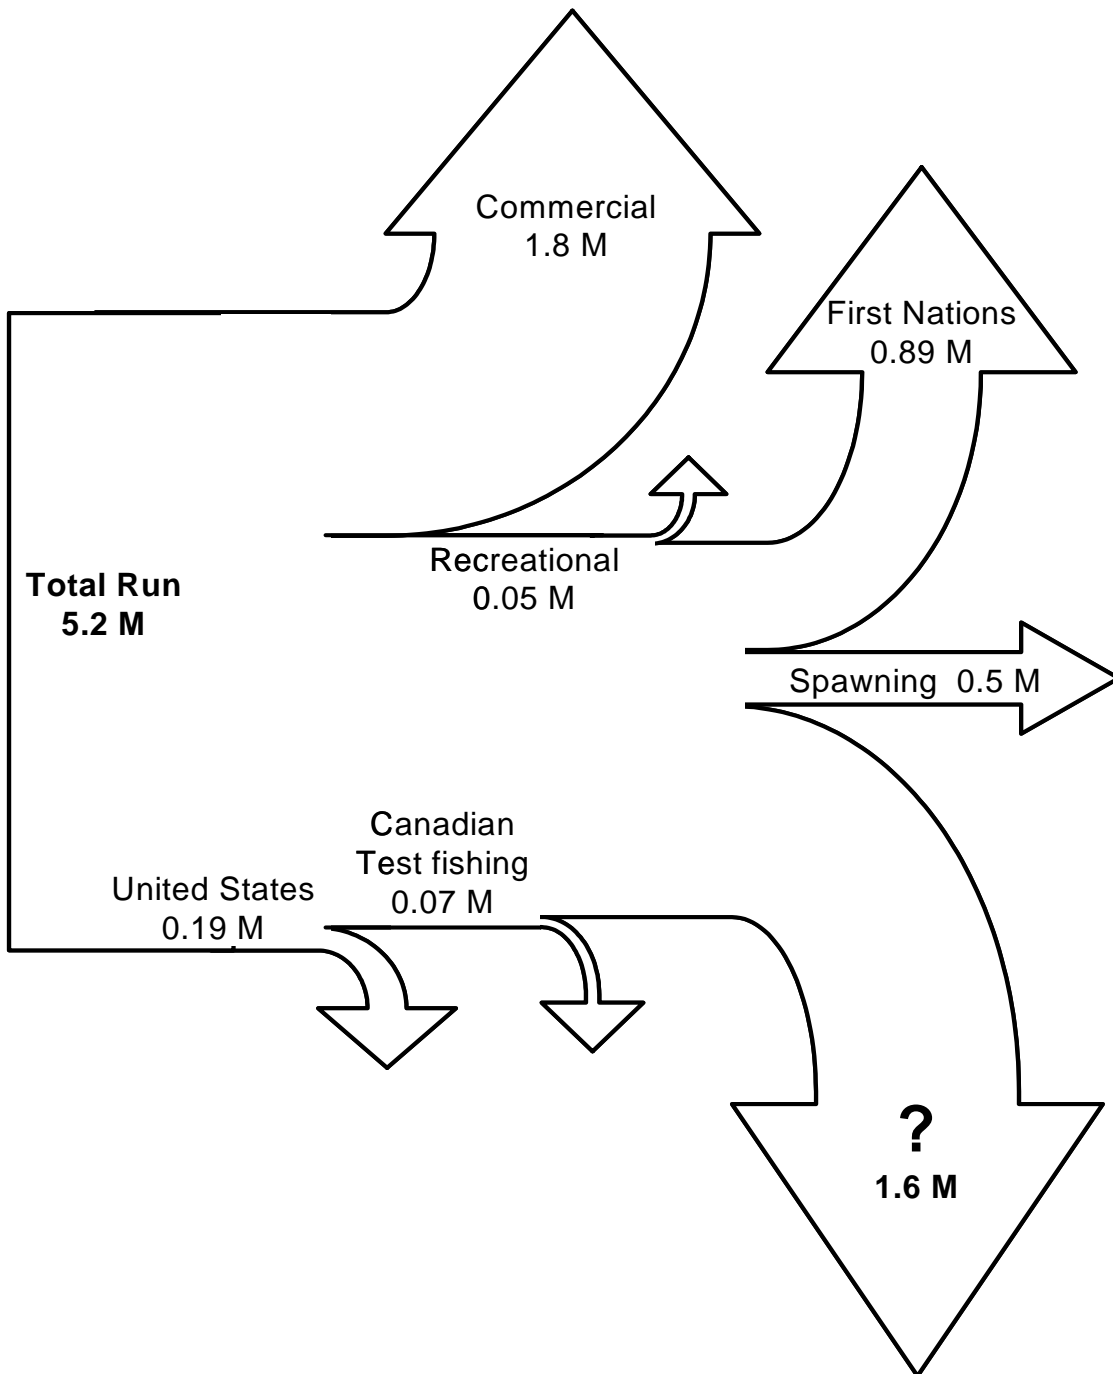 Commercial
1.8 M
First Nations
0.89 M
Recreational
0.05 M
Total Run
5.2 M
Spawning  0.5 M
Canadian
Test fishing
0.07 M
United States
0.19 M
?
1.6 M